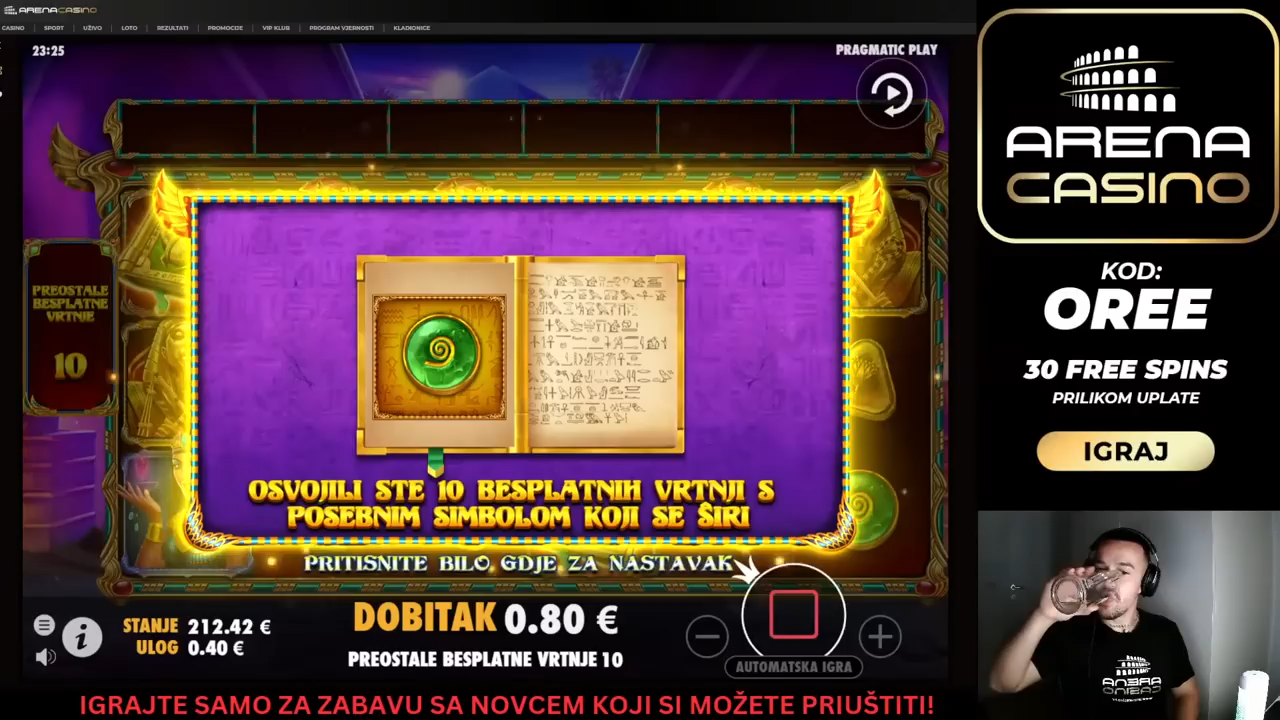 ARENACASINO
CASINO SPORT UŽIVO LOTO REZULTATI PROMOCIJE VIP KLUB PROGRAM VJERNOSTI KLADIONICE
23:25
PRAGMATIC PLAY
PREOSTALE
BESPLATNE
VRTNJE
10
OSVOJILI STE 10 BESPLATNIH VRTNJI S
POSEBNIM SIMBOLOM KOJI SE ŠIRI
PRITISNITE BILO GDJE ZA NASTAVAK
STANJE 212.42 €
ULOG 0.40 €
DOBITAK 0.80 €
PREOSTALE BESPLATNE VRTNJE 10
AUTOMATSKA IGRA
IGRAJTE SAMO ZA ZABAVU SA NOVCEM KOJI SI MOŽETE PRIUŠTITI!
ARENA
CASINO
KOD:
OREE
30 FREE SPINS
PRILIKOM UPLATE
IGRAJ
ARENA
CASINO